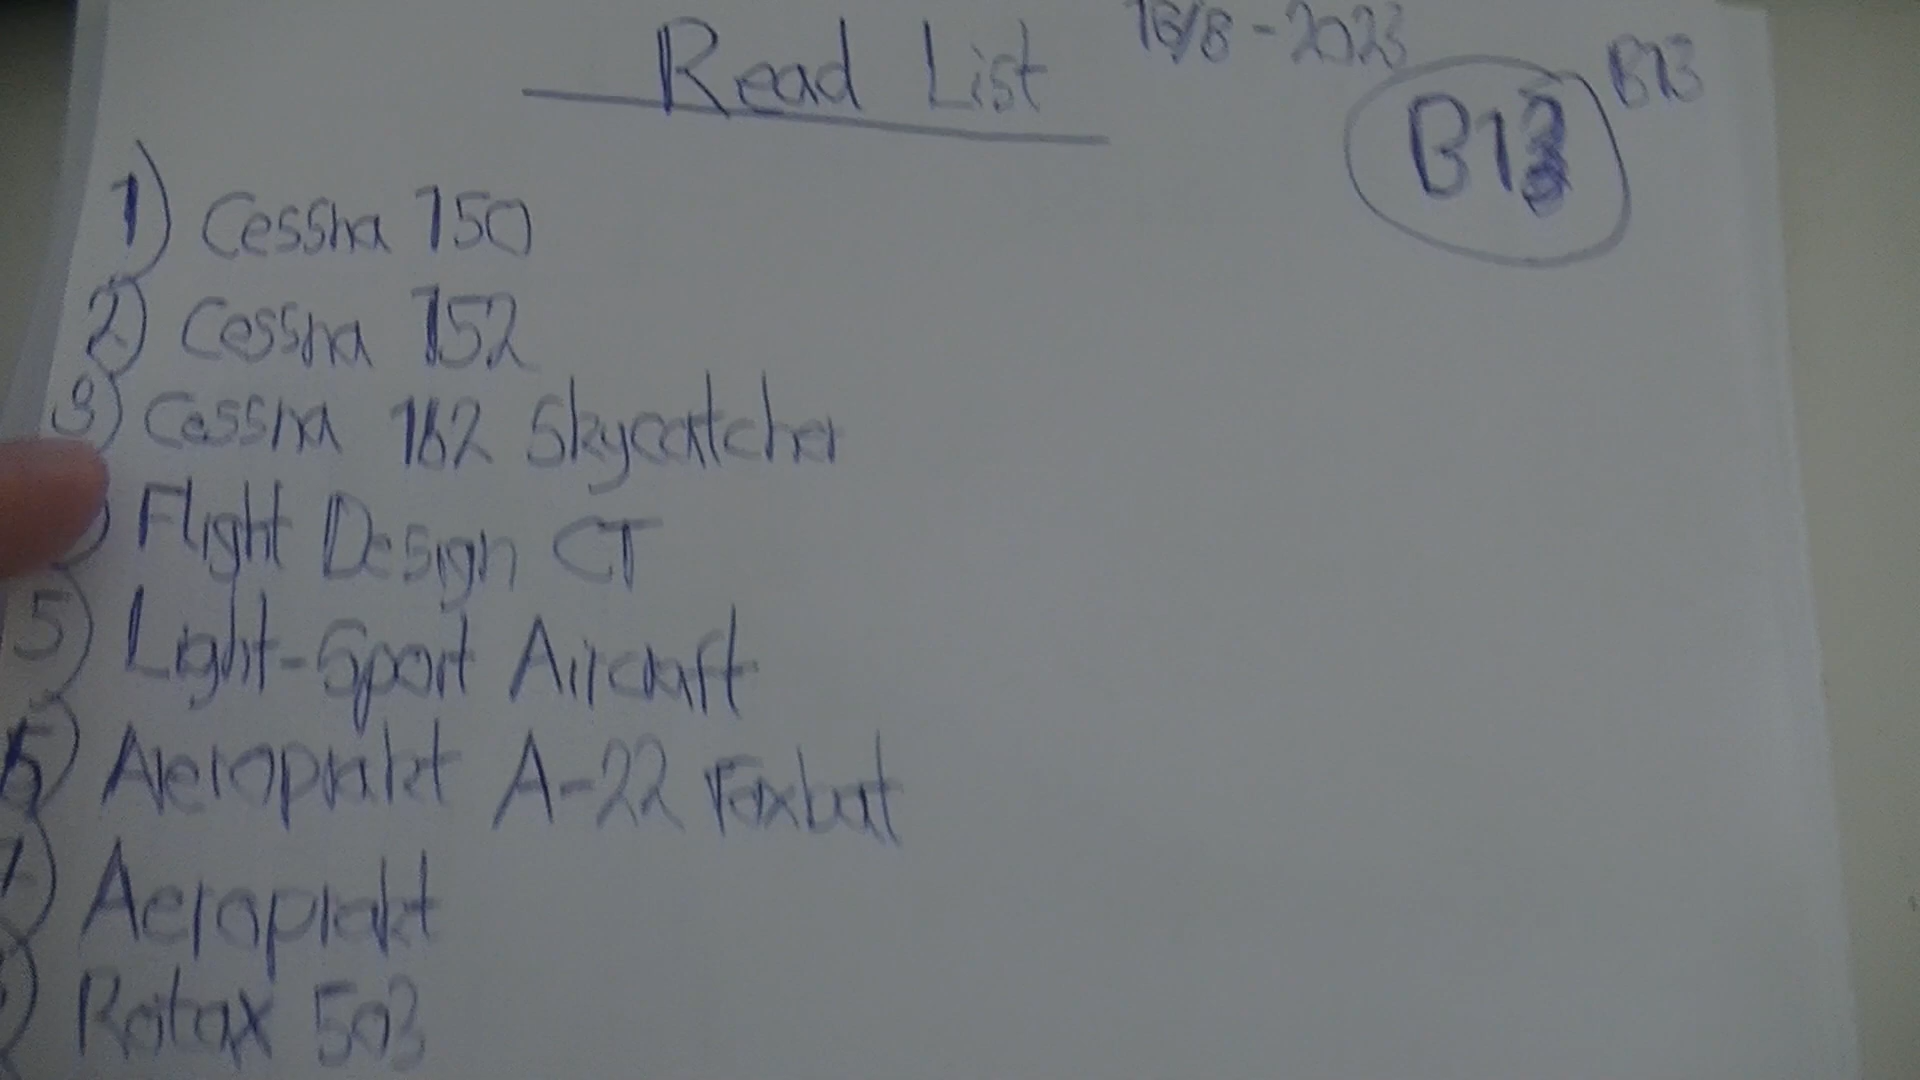 Read List
16/8-2023
B13
B13
1) Cessna 150
2) Cessna 152
3) Cessna 162 Skycatcher
) Flight Design CT
5) Light-Sport Aircraft
6) Aeroprakt A-22 Foxbat
7) Aeroprakt
) Rotax 503